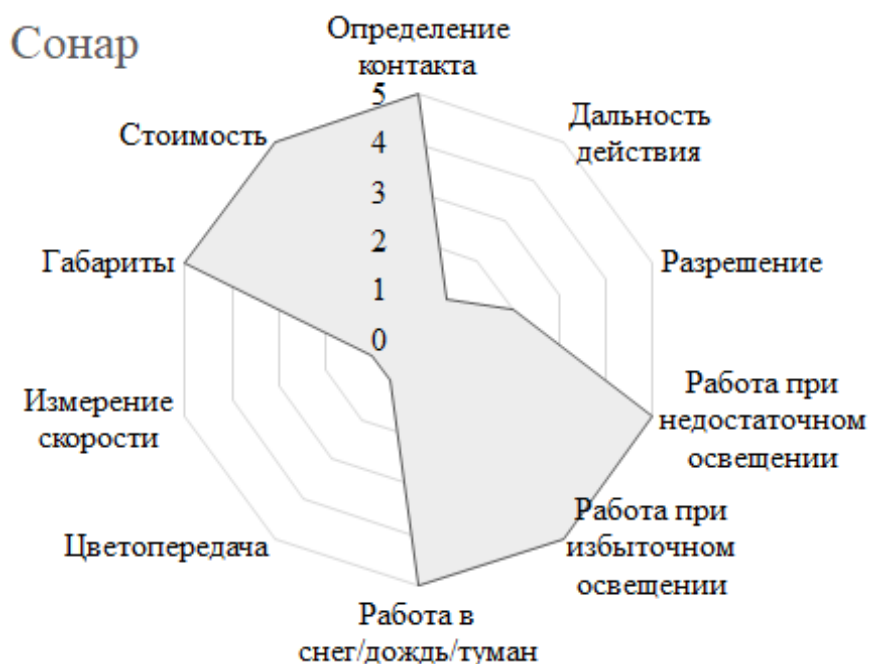 Сонар
Определение
контакта
Дальность
действия
Разрешение
Работа при
недостаточном
освещении
Работа при
избыточном
освещении
Работа в
снег/дождь/туман
Цветопередача
Измерение
скорости
Габариты
Стоимость
5
4
3
2
1
0